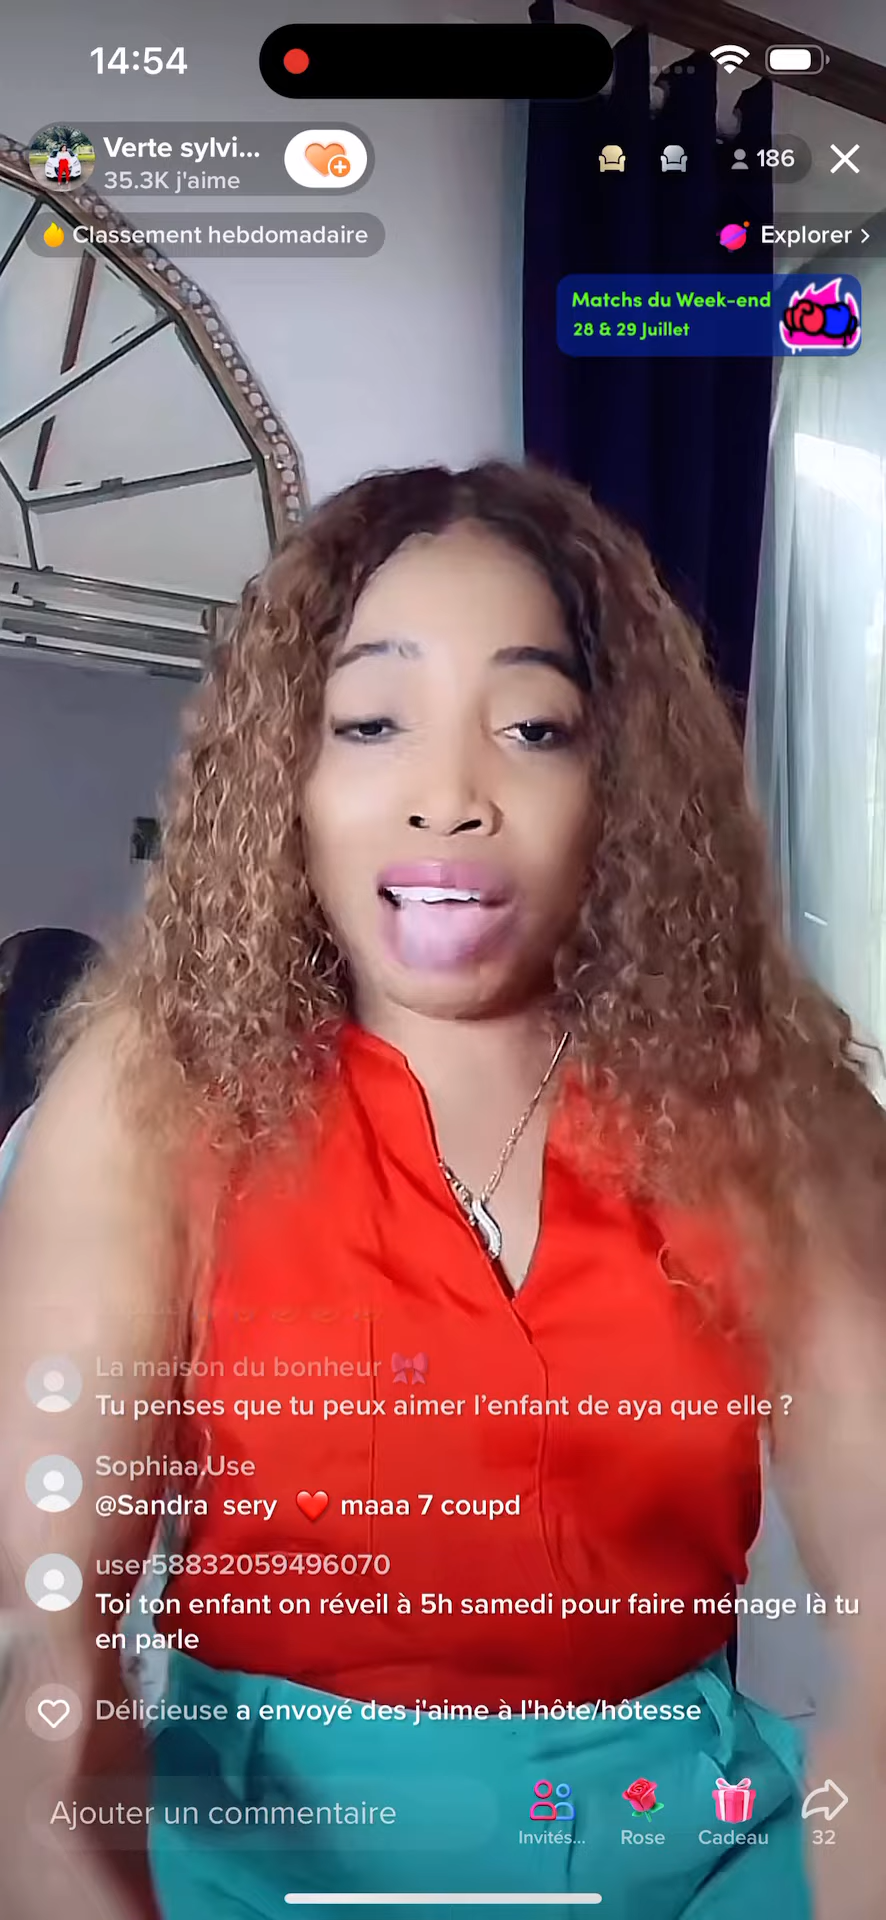 14:54
Verte sylvi...
35.3K j'aime
186
Classement hebdomadaire
Explorer >
Matchs du Week-end
28 & 29 Juillet
La maison du bonheur 🎀
Tu penses que tu peux aimer l'enfant de aya que elle ?
Sophiaa.Use
@Sandra sery ❤️ maaa 7 coupd
user58832059496070
Toi ton enfant on réveil à 5h samedi pour faire ménage là tu
en parle
Délicieuse a envoyé des j'aime à l'hôte/hôtesse
Ajouter un commentaire
Invités...
Rose
Cadeau
32